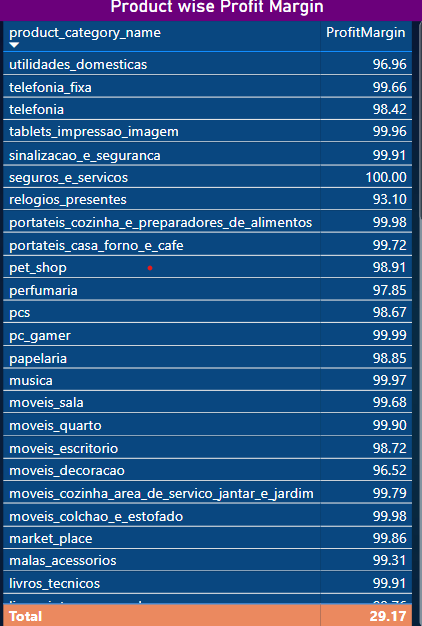 Product wise Profit Margin
product_category_name ProfitMargin
utilidades_domesticas 96.96
telefonia_fixa 99.66
telefonia 98.42
tablets_impressao_imagem 99.96
sinalizacao_e_seguranca 99.91
seguros_e_servicos 100.00
relogios_presentes 93.10
portateis_cozinha_e_preparadores_de_alimentos 99.98
portateis_casa_forno_e_cafe 99.72
pet_shop 98.91
perfumaria 97.85
pcs 98.67
pc_gamer 99.99
papelaria 98.85
musica 99.97
moveis_sala 99.68
moveis_quarto 99.90
moveis_escritorio 98.72
moveis_decoracao 96.52
moveis_cozinha_area_de_servico_jantar_e_jardim 99.79
moveis_colchao_e_estofado 99.98
market_place 99.86
malas_acessorios 99.31
livros_tecnicos 99.91
Total 29.17